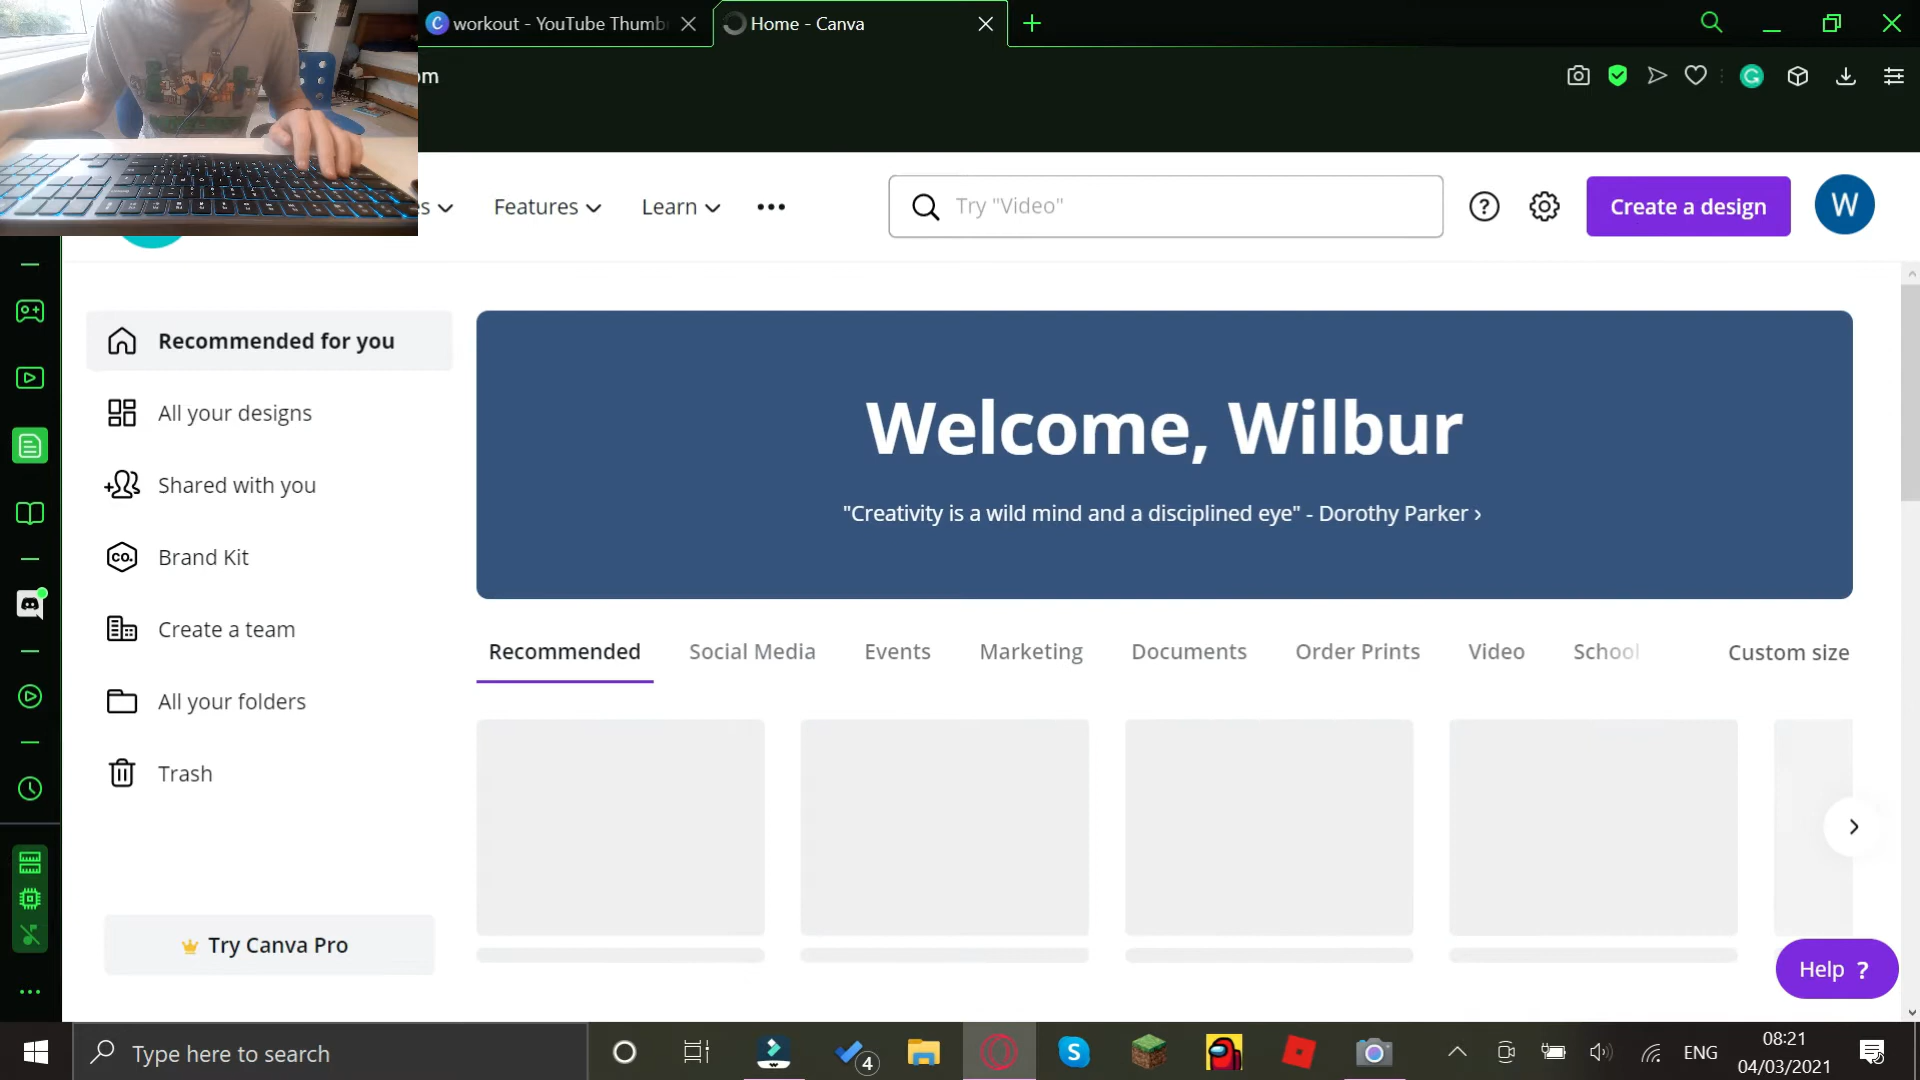 workout - YouTube Thumb
Home - Canva
om
s
Features
Learn
Try "Video"
Create a design
W
Recommended for you
All your designs
Shared with you
CO.
Brand Kit
Create a team
All your folders
Trash
Try Canva Pro
Welcome, Wilbur
"Creativity is a wild mind and a disciplined eye" - Dorothy Parker ›
Recommended
Social Media
Events
Marketing
Documents
Order Prints
Video
School
Custom size
Help ?
Type here to search
4
ENG
08:21
04/03/2021